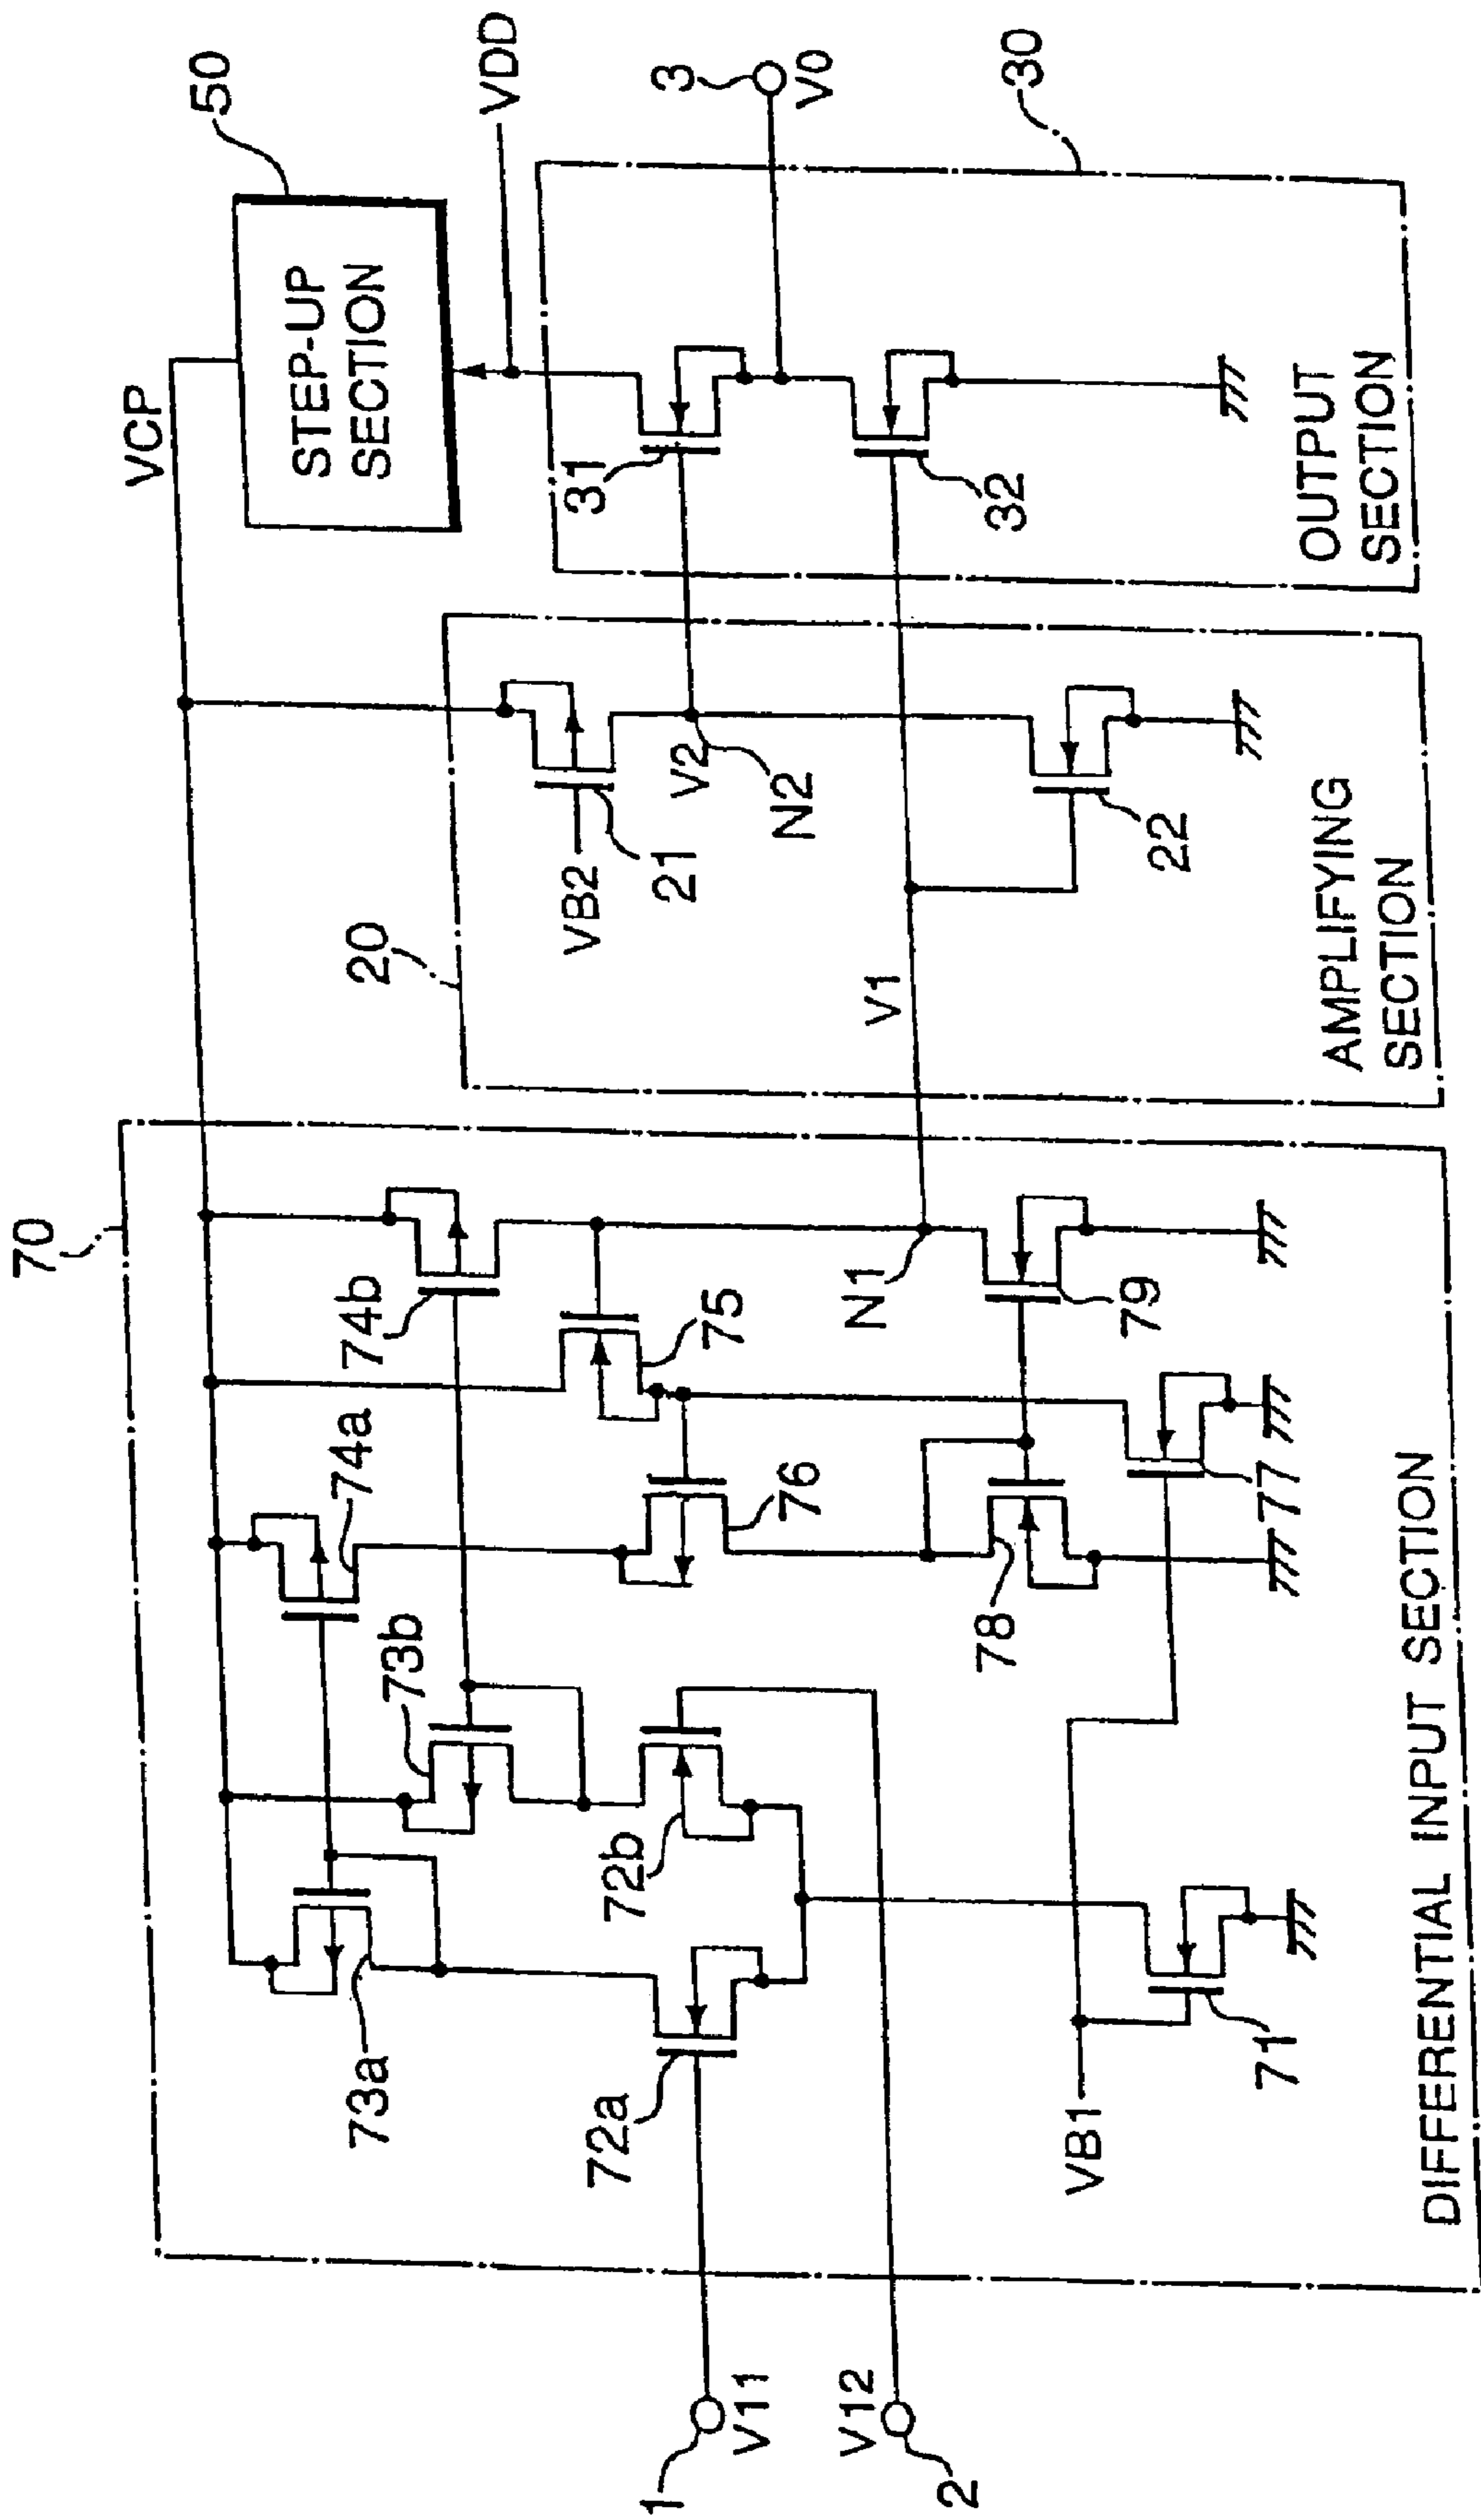 70
VCP
50
STEP-UP
SECTION
VDD
3
V0
30
74b
74a
73b
73a
75
76
72b
72a
N1
79
78
77
71
VB1
1
V11
V12
2
DIFFERENTIAL INPUT SECTION
20
VB2
21
V2
N2
V1
22
AMPLIFYING
SECTION
31
32
OUTPUT
SECTION